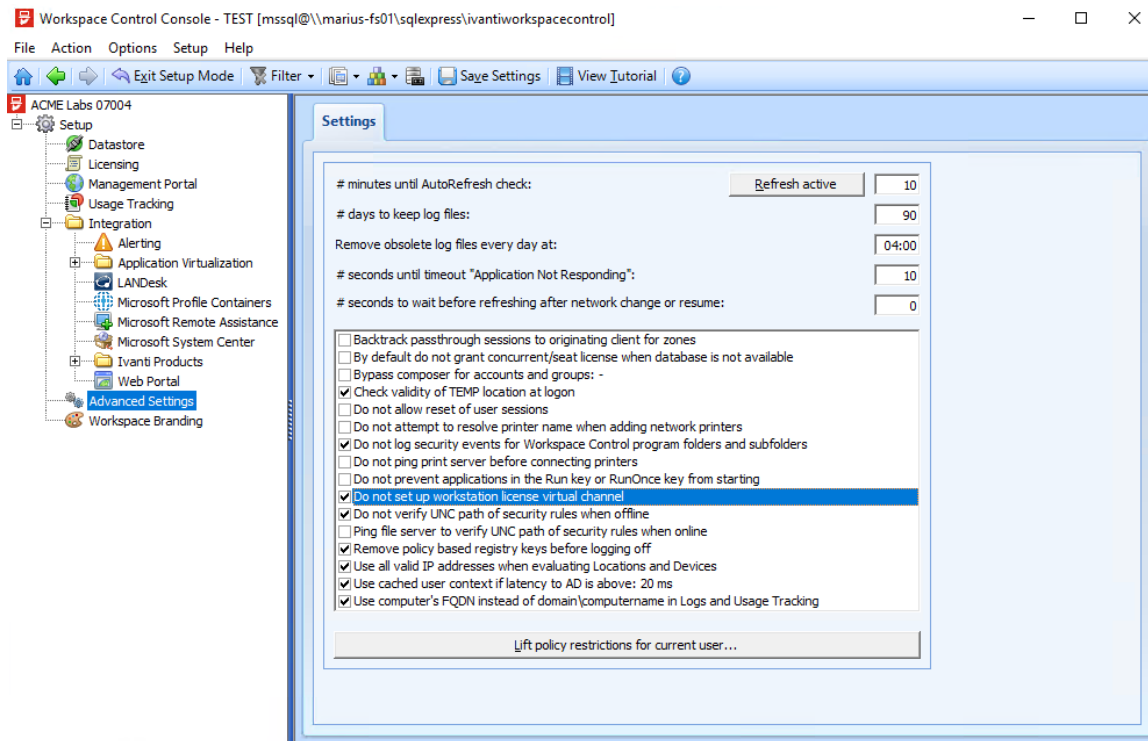 Workspace Control Console - TEST [mssql@\\marius-fs01\sqlexpress\ivantiworkspacecontrol]
File Action Options Setup Help
Exit Setup Mode Filter Save Settings View Tutorial
ACME Labs 07004
Setup
Datastore
Licensing
Management Portal
Usage Tracking
Integration
Alerting
Application Virtualization
LANDesk
Microsoft Profile Containers
Microsoft Remote Assistance
Microsoft System Center
Ivanti Products
Web Portal
Advanced Settings
Workspace Branding
Settings
# minutes until AutoRefresh check: Refresh active 10
# days to keep log files: 90
Remove obsolete log files every day at: 04:00
# seconds until timeout "Application Not Responding": 10
# seconds to wait before refreshing after network change or resume: 0
Backtrack passthrough sessions to originating client for zones
By default do not grant concurrent/seat license when database is not available
Bypass composer for accounts and groups: -
Check validity of TEMP location at logon
Do not allow reset of user sessions
Do not attempt to resolve printer name when adding network printers
Do not log security events for Workspace Control program folders and subfolders
Do not ping print server before connecting printers
Do not prevent applications in the Run key or RunOnce key from starting
Do not set up workstation license virtual channel
Do not verify UNC path of security rules when offline
Ping file server to verify UNC path of security rules when online
Remove policy based registry keys before logging off
Use all valid IP addresses when evaluating Locations and Devices
Use cached user context if latency to AD is above: 20 ms
Use computer's FQDN instead of domain\computername in Logs and Usage Tracking
Lift policy restrictions for current user...